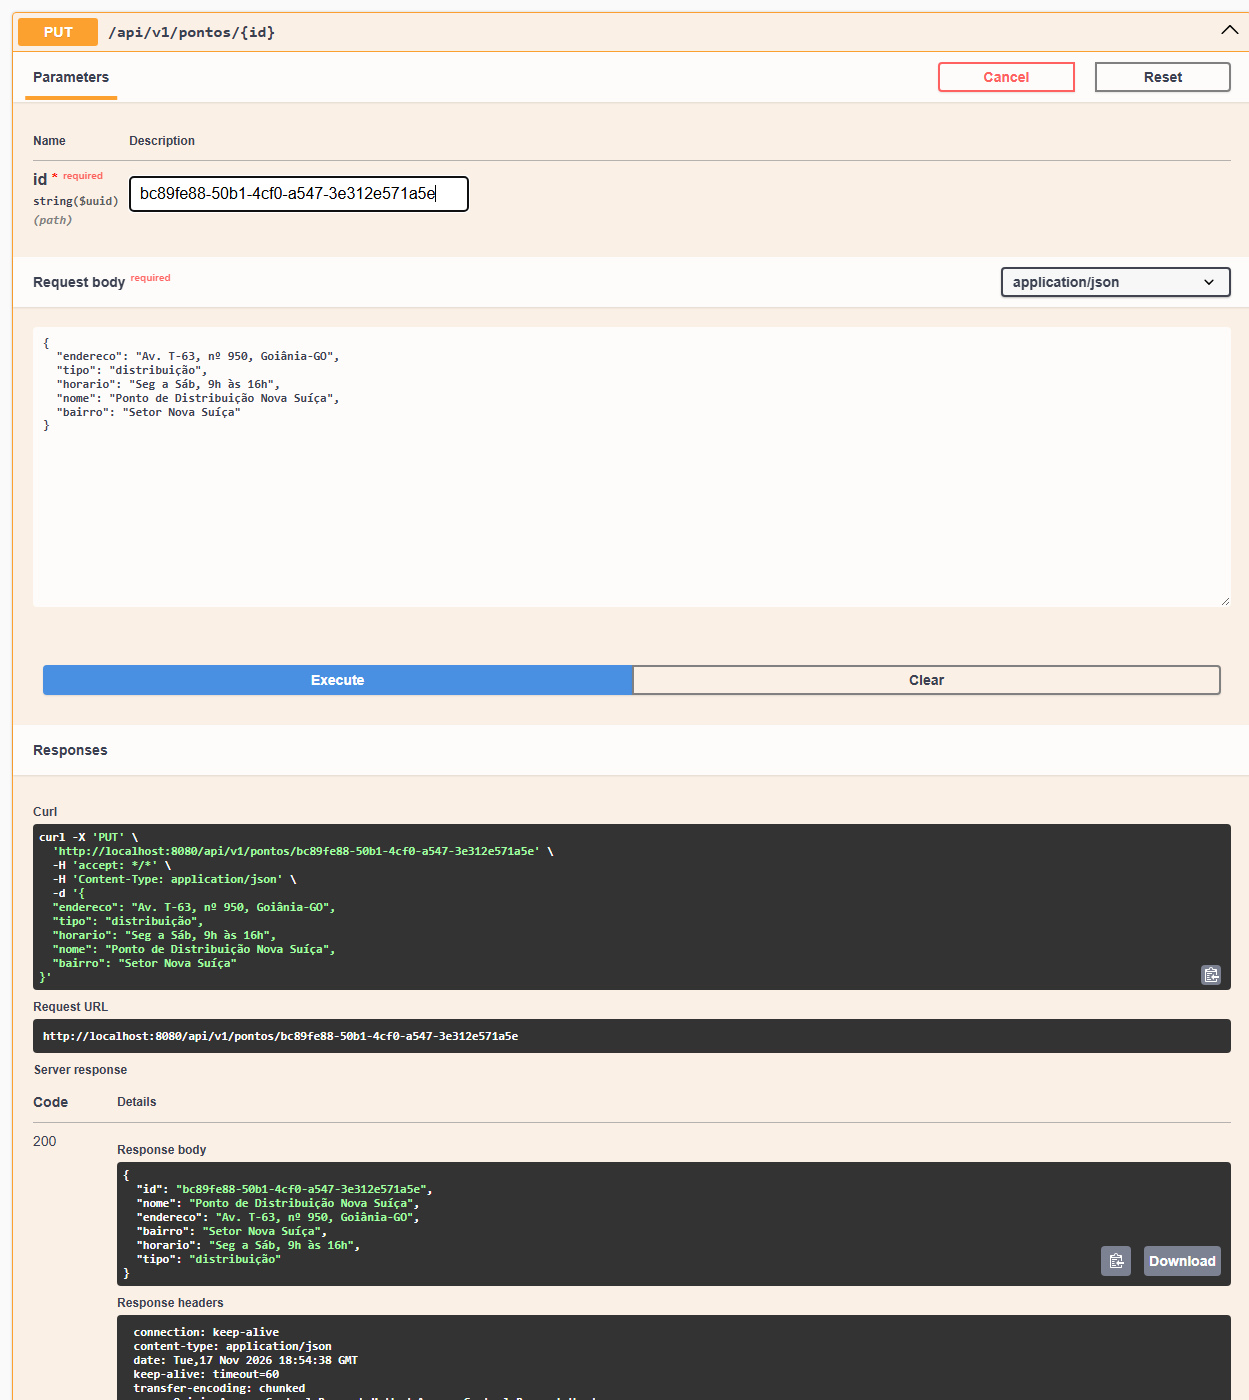 PUT /api/v1/pontos/{id}
Parameters
Cancel
Reset
Name Description
id * required
string($uuid)
(path)
bc89fe88-50b1-4cf0-a547-3e312e571a5e
Request body required
application/json
{
"endereco": "Av. T-63, nº 950, Goiânia-GO",
"tipo": "distribuição",
"horario": "Seg a Sáb, 9h às 16h",
"nome": "Ponto de Distribuição Nova Suíça",
"bairro": "Setor Nova Suíça"
}
Execute
Clear
Responses
Curl
curl -X 'PUT' \
'http://localhost:8080/api/v1/pontos/bc89fe88-50b1-4cf0-a547-3e312e571a5e' \
-H 'accept: */*' \
-H 'Content-Type: application/json' \
-d '{
"endereco": "Av. T-63, nº 950, Goiânia-GO",
"tipo": "distribuição",
"horario": "Seg a Sáb, 9h às 16h",
"nome": "Ponto de Distribuição Nova Suíça",
"bairro": "Setor Nova Suíça"
}'
Request URL
http://localhost:8080/api/v1/pontos/bc89fe88-50b1-4cf0-a547-3e312e571a5e
Server response
Code Details
200
Response body
{
"id": "bc89fe88-50b1-4cf0-a547-3e312e571a5e",
"nome": "Ponto de Distribuição Nova Suíça",
"endereco": "Av. T-63, nº 950, Goiânia-GO",
"bairro": "Setor Nova Suíça",
"horario": "Seg a Sáb, 9h às 16h",
"tipo": "distribuição"
}
Download
Response headers
connection: keep-alive
content-type: application/json
date: Tue,17 Nov 2026 18:54:38 GMT
keep-alive: timeout=60
transfer-encoding: chunked